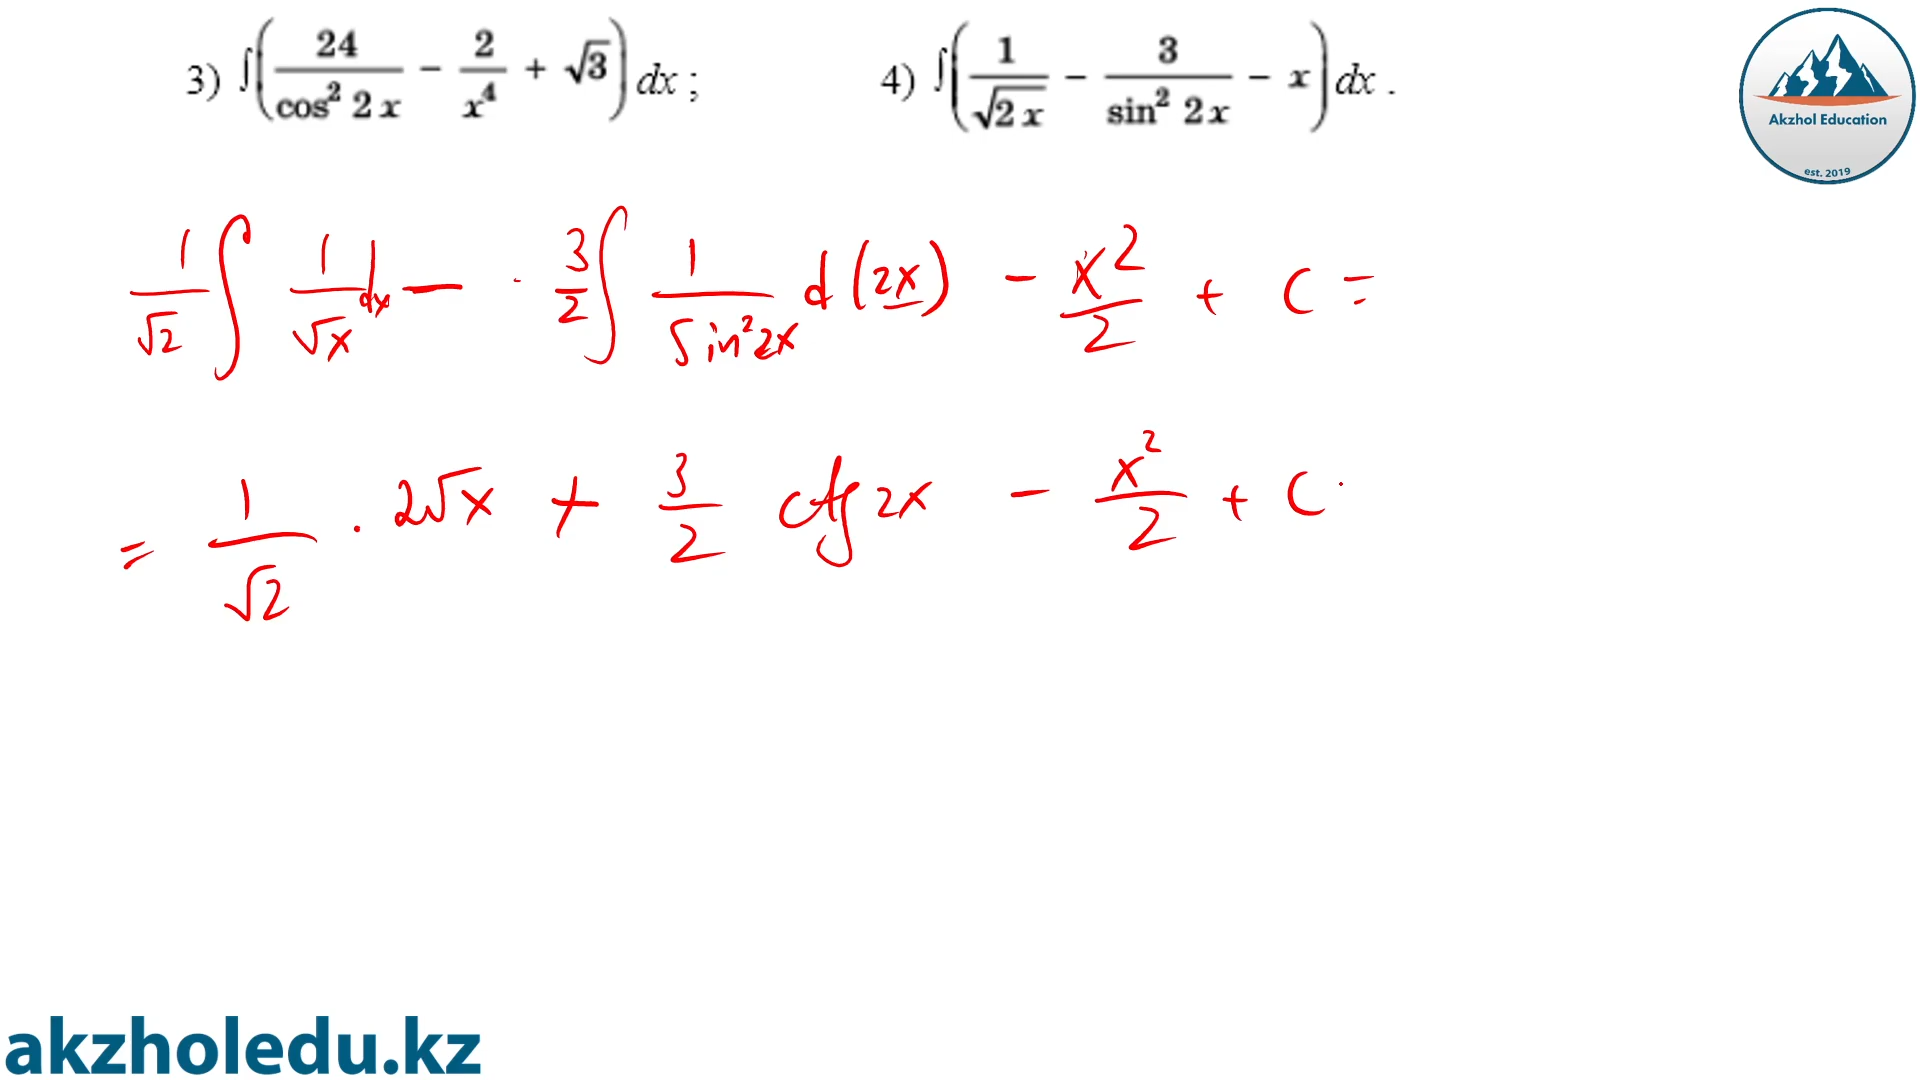 3) ∫(24/cos² 2x − 2/x⁴ + √3) dx ; 4) ∫(1/√2x − 3/sin² 2x − x) dx .
Akzhol Education
est. 2019
1/√2 ∫ 1/√x dx − · 3/2 ∫ 1/sin² 2x d(2x) − x²/2 + C =
= 1/√2 · 2√x + 3/2 ctg 2x − x²/2 + C ·
akzholedu.kz